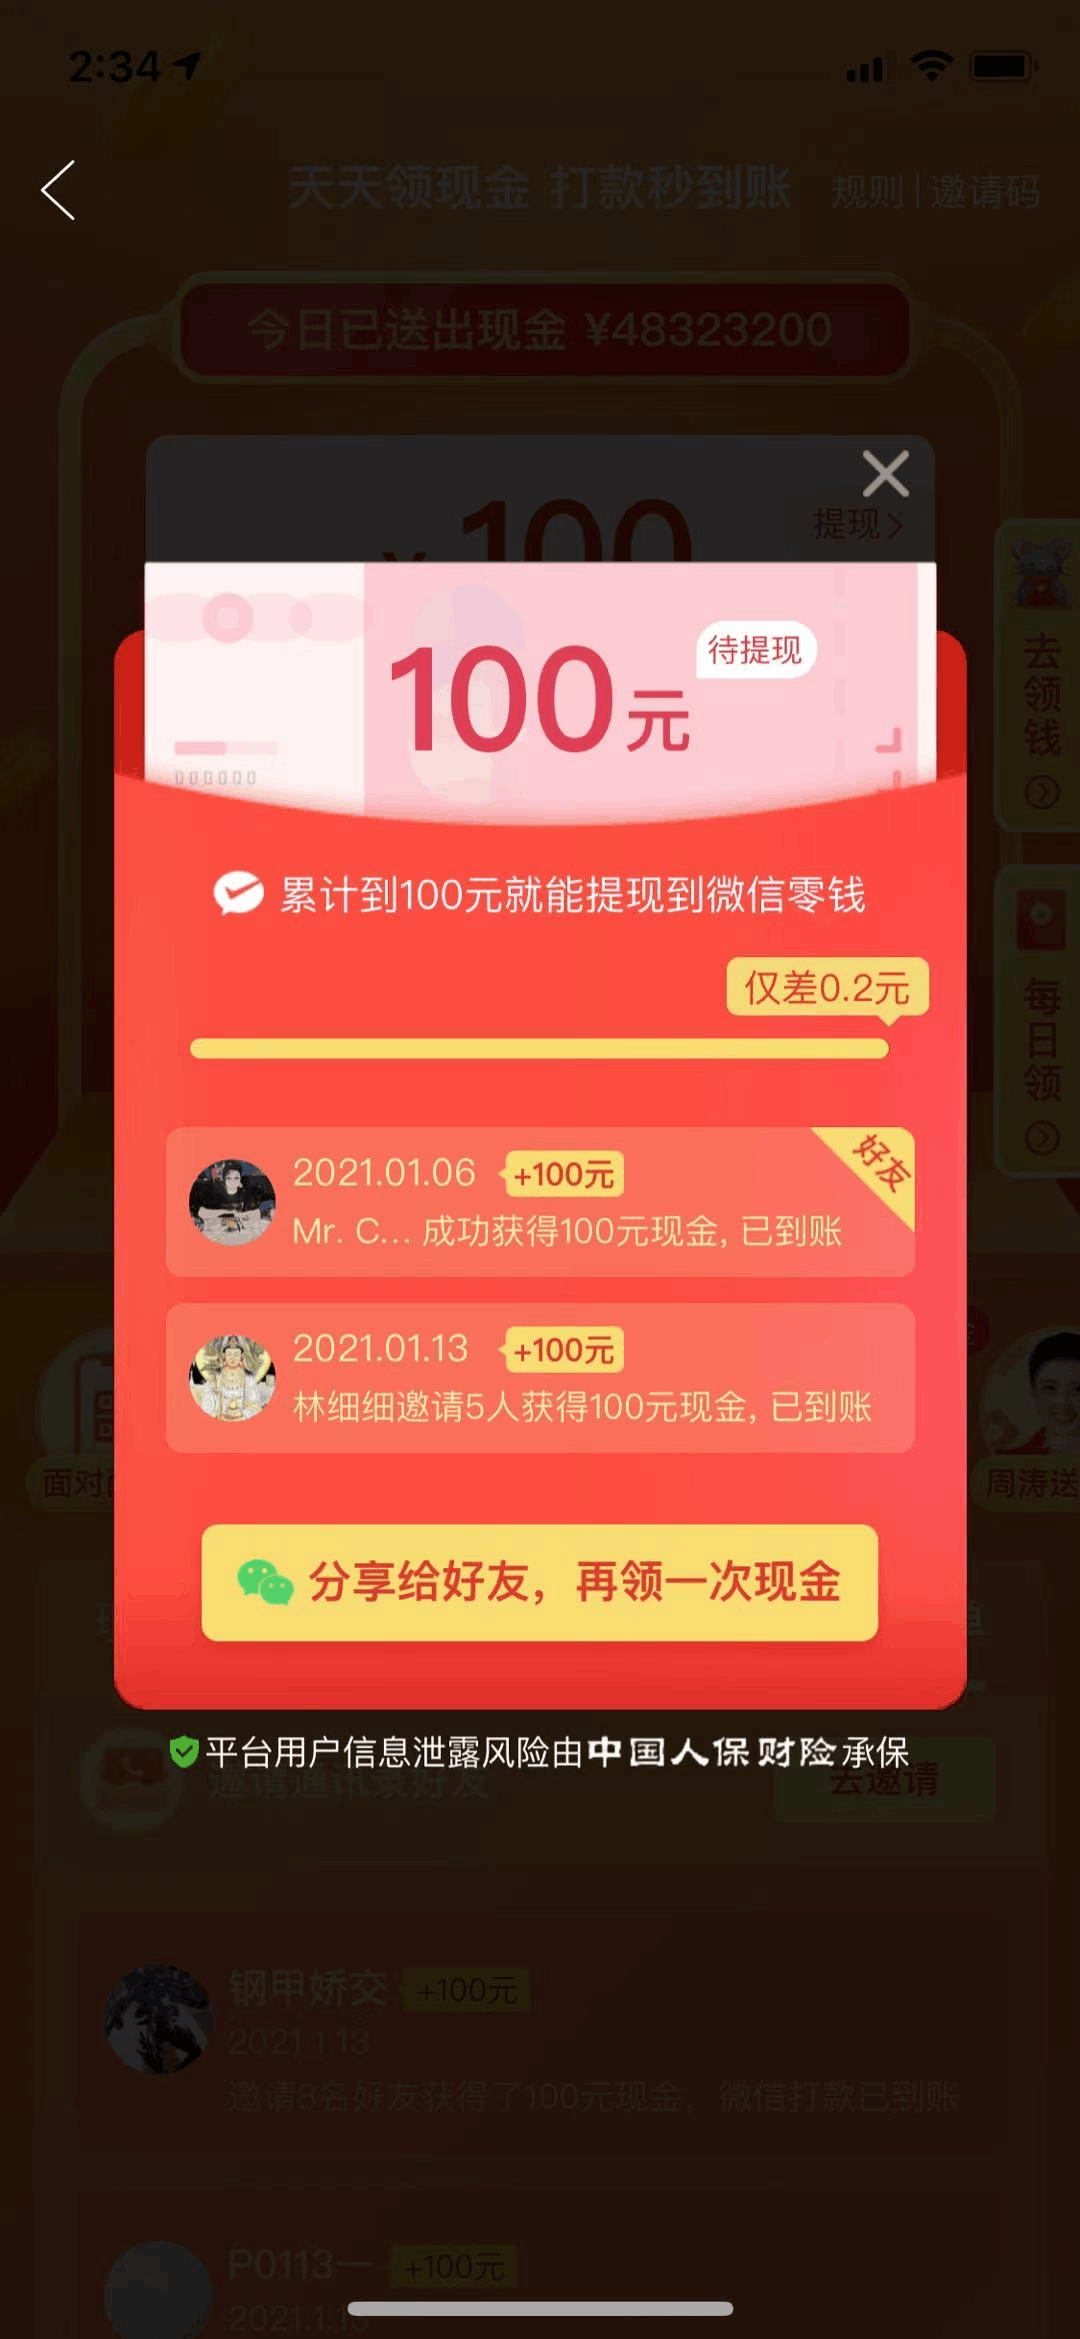 2:34
天天领现金 打款秒到账
规则|邀请码
今日已送出现金 ¥48323200
¥ 100
提现>
100元
待提现
000000
累计到100元就能提现到微信零钱
仅差0.2元
2021.01.06 +100元
好友
Mr. C... 成功获得100元现金, 已到账
2021.01.13 +100元
林细细邀请5人获得100元现金, 已到账
分享给好友，再领一次现金
平台用户信息泄露风险由中国人保财险承保
去领钱
每日领
面对
周涛送
邀请通讯录好友
去邀请
钢甲娇交 +100元
2021.1.13
邀请8名好友获得了100元现金，微信打款已到账
P0113一 +100元
2021.1.13